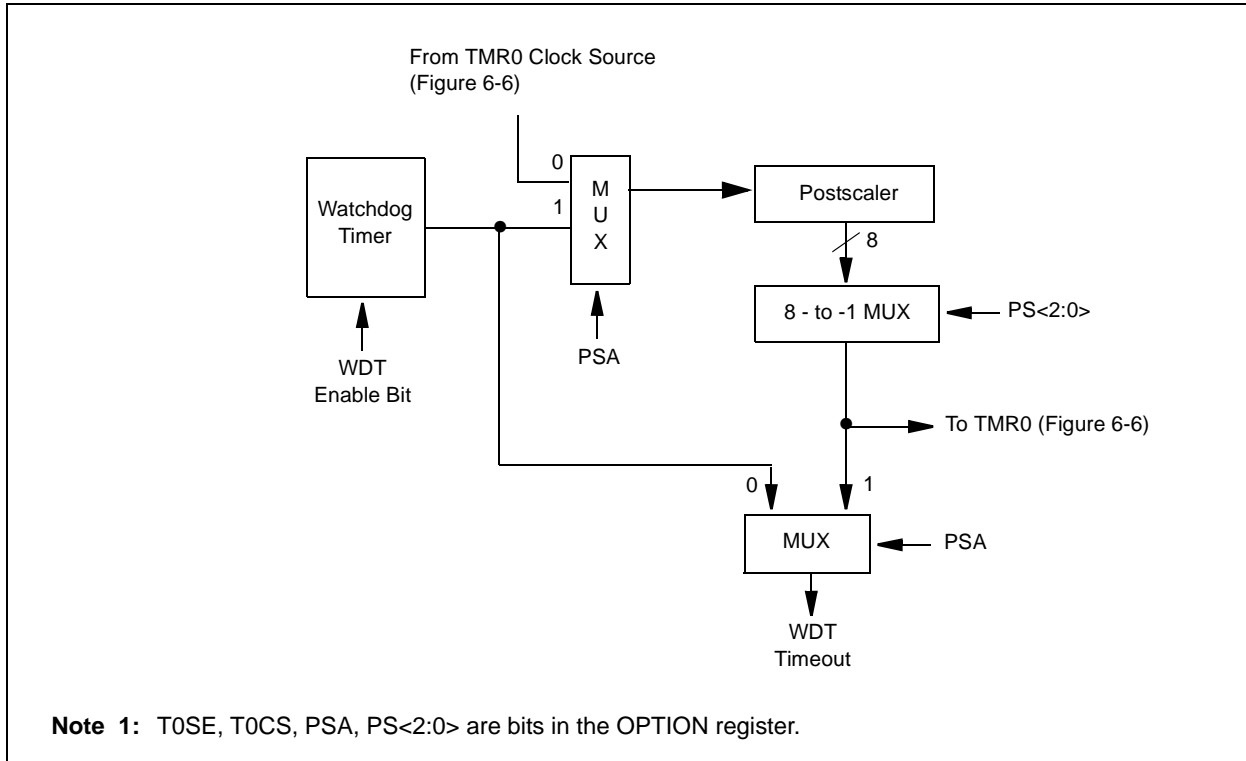 From TMR0 Clock Source
(Figure 6-6)
0
M
U
X
1
Watchdog
Timer
Postscaler
8
8 - to -1 MUX
PS<2:0>
PSA
WDT
Enable Bit
To TMR0 (Figure 6-6)
0
1
MUX
PSA
WDT
Timeout
Note 1: T0SE, T0CS, PSA, PS<2:0> are bits in the OPTION register.